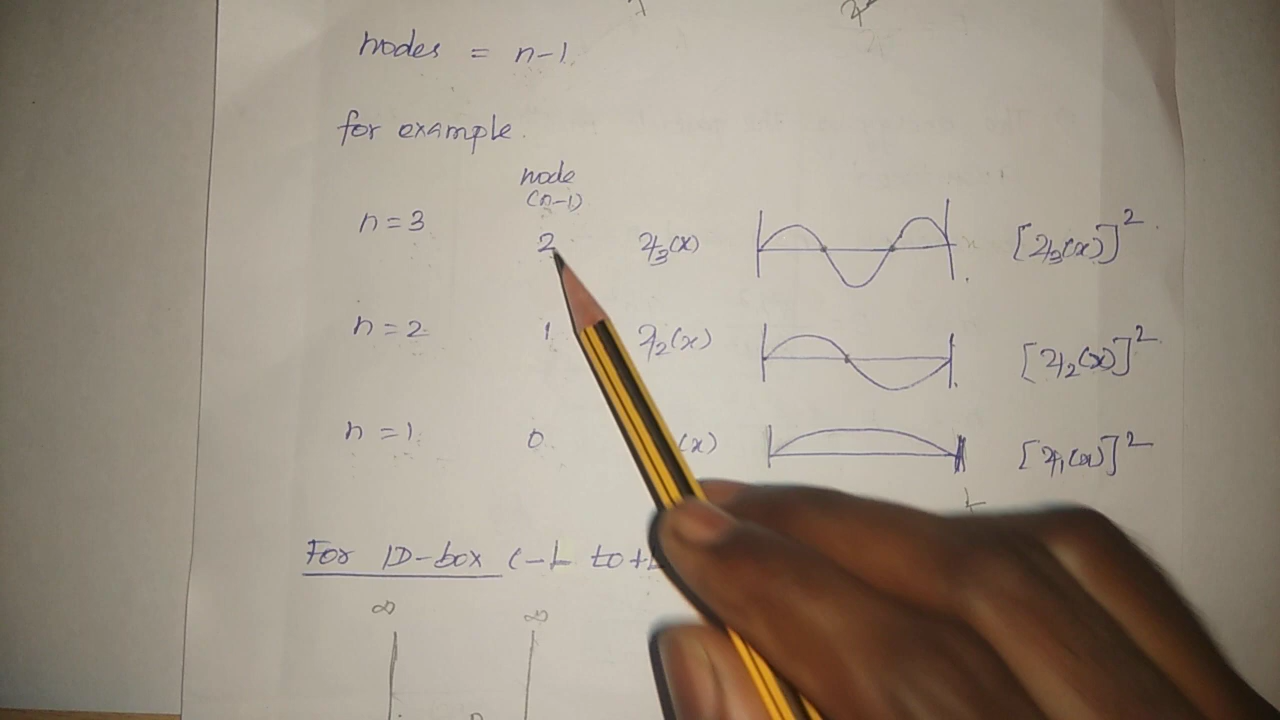 nodes = n-1
for example.
node
(n-1)
n=3 2 ψ3(x) [ψ3(x)]²
n=2 1 ψ2(x) [ψ2(x)]²
n=1 0 (x) [ψ1(x)]²
L
For 1D-box (-L to +L
∞ ∞